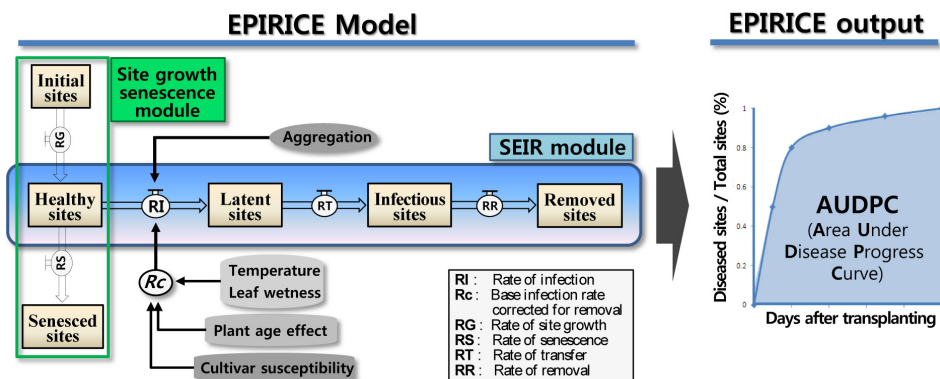 EPIRICE Model
EPIRICE output
Initial
sites
Site growth
senescence
module
RG
Aggregation
SEIR module
Healthy
sites
RI
Latent
sites
RT
Infectious
sites
RR
Removed
sites
RS
Rc
Temperature
Leaf wetness
Plant age effect
Cultivar susceptibility
Senesced
sites
RI : Rate of infection
Rc : Base infection rate
corrected for removal
RG : Rate of site growth
RS : Rate of senescence
RT : Rate of transfer
RR : Rate of removal
Diseased sites / Total sites (%)
1
0.8
0.6
0.4
0.2
0
AUDPC
(Area Under
Disease Progress
Curve)
Days after transplanting